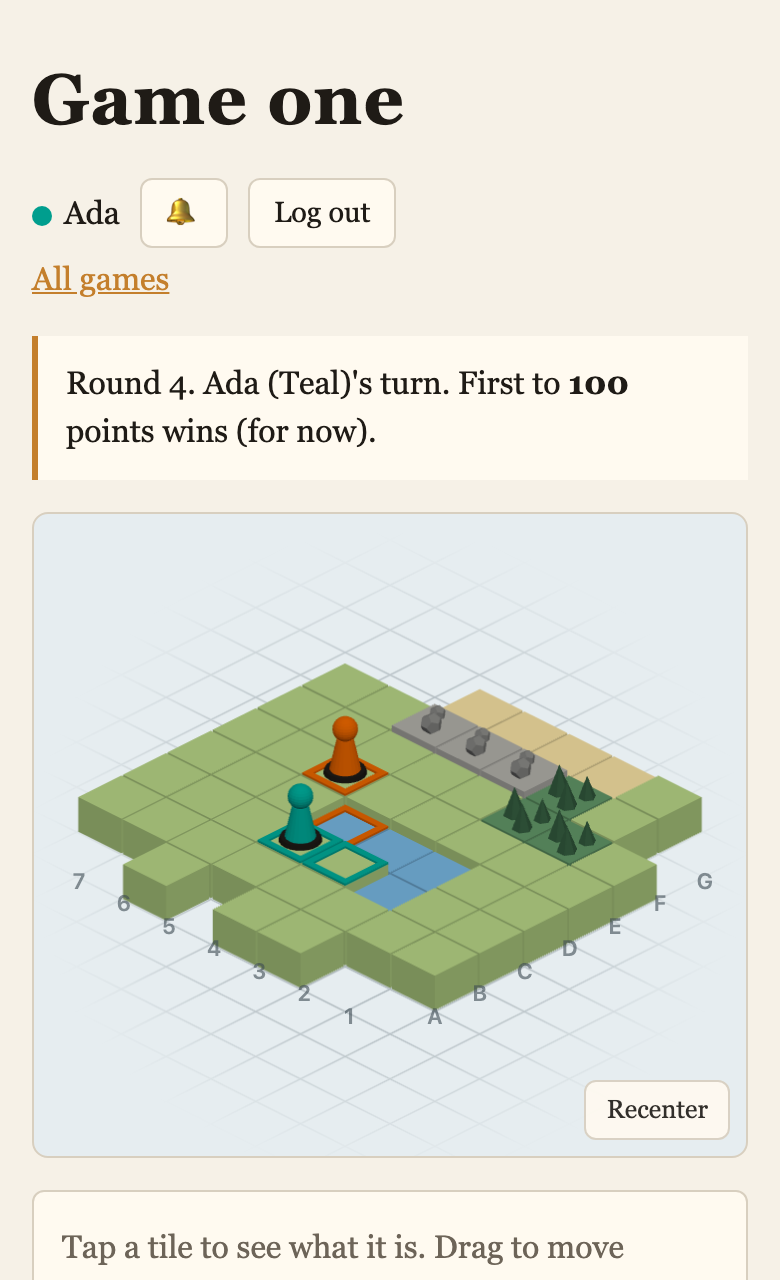 Game one
Ada
Log out
All games
Round 4. Ada (Teal)'s turn. First to 100
points wins (for now).
7
6
5
4
3
2
1
A
B
C
D
E
F
G
Recenter
Tap a tile to see what it is. Drag to move